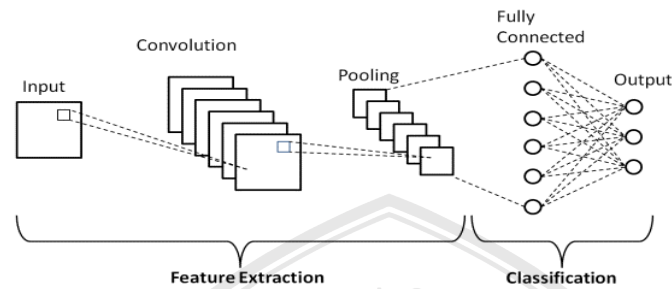 Input
Convolution
Pooling
Fully
Connected
Output
Feature Extraction
Classification